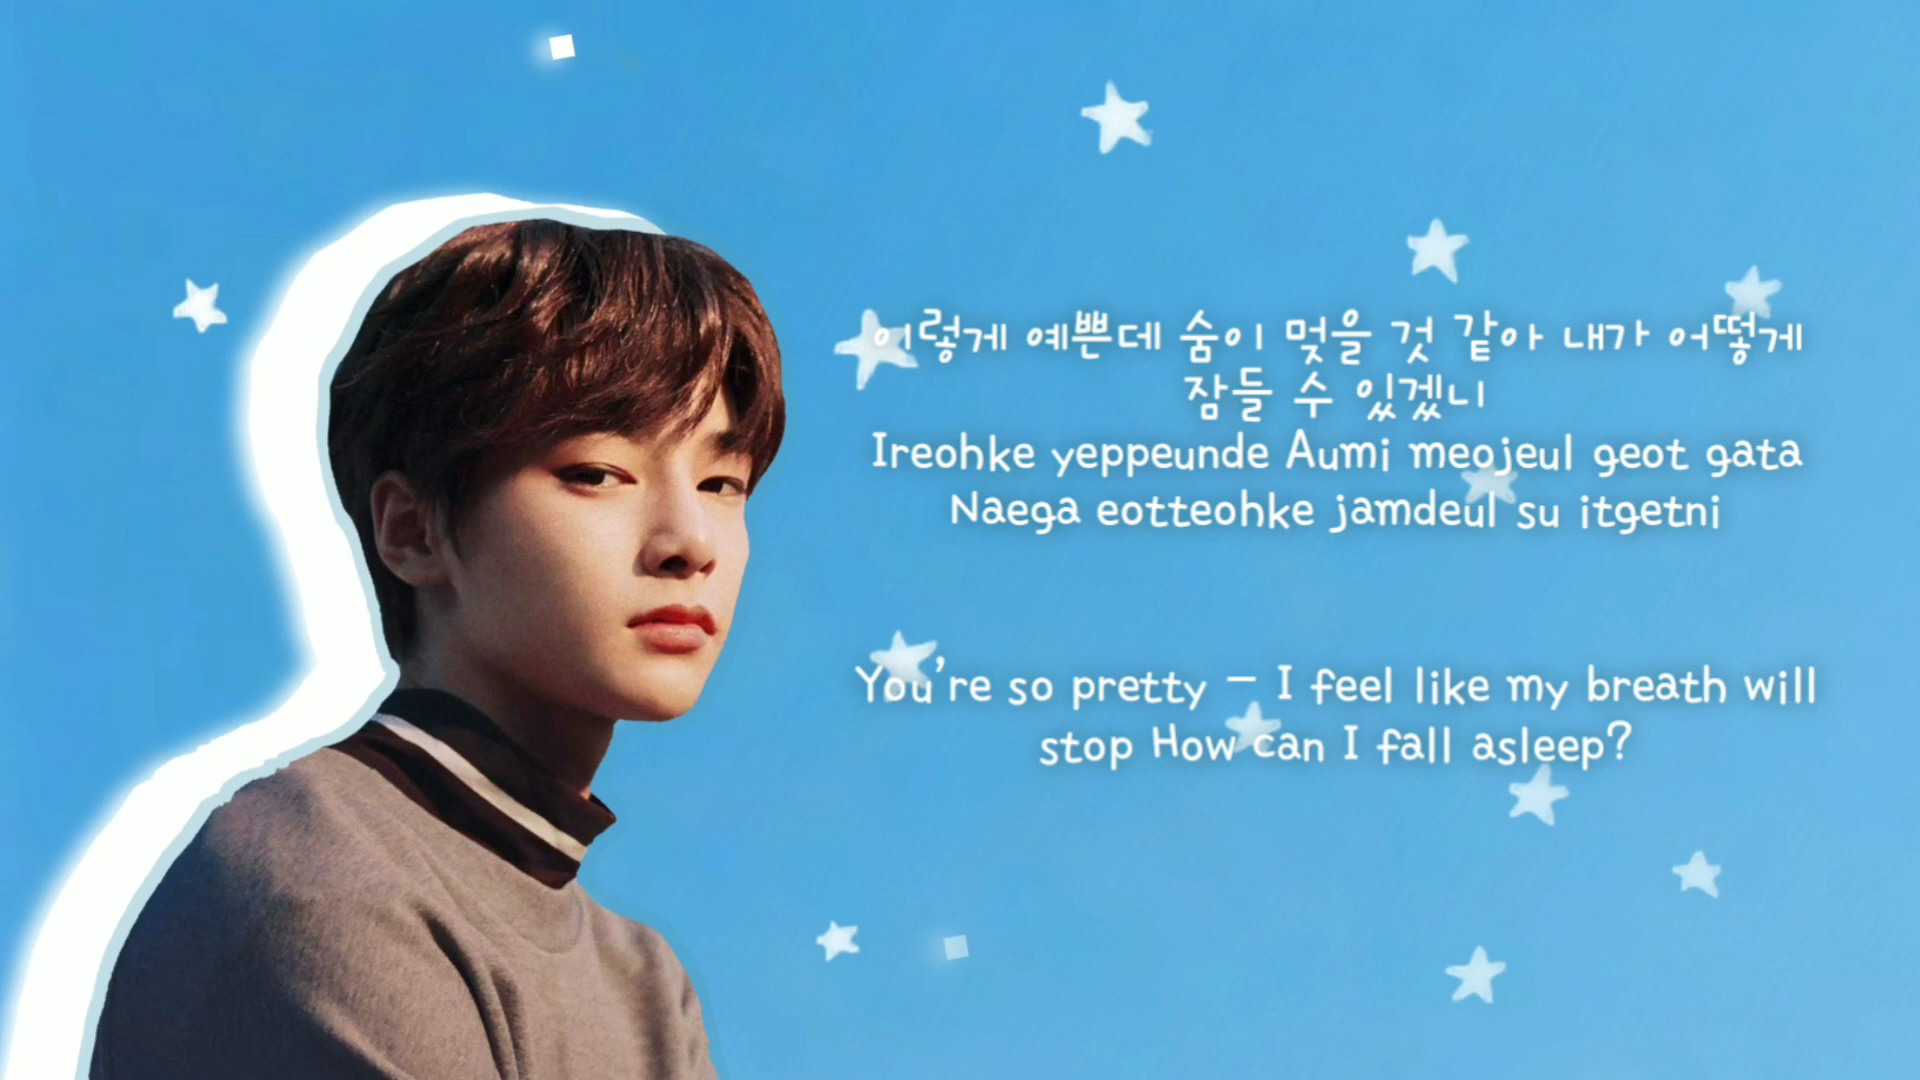 이렇게 예쁜데 숨이 멎을 것 같아 내가 어떻게
잠들 수 있겠니
Ireohke yeppeunde Aumi meojeul geot gata
Naega eotteohke jamdeul su itgetni
You're so pretty – I feel like my breath will
stop How can I fall asleep?